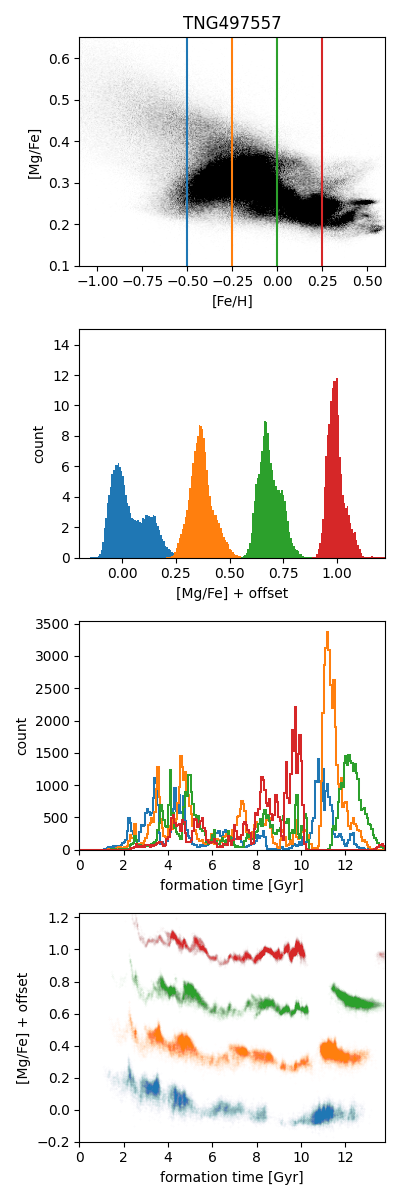 TNG497557
0.6
0.5
0.4
0.3
0.2
0.1
[Mg/Fe]
−1.00 −0.75 −0.50 −0.25 0.00 0.25 0.50
[Fe/H]
14
12
10
8
6
4
2
0
count
0.00 0.25 0.50 0.75 1.00
[Mg/Fe] + offset
3500
3000
2500
2000
1500
1000
500
0
count
0 2 4 6 8 10 12
formation time [Gyr]
1.2
1.0
0.8
0.6
0.4
0.2
0.0
−0.2
[Mg/Fe] + offset
0 2 4 6 8 10 12
formation time [Gyr]